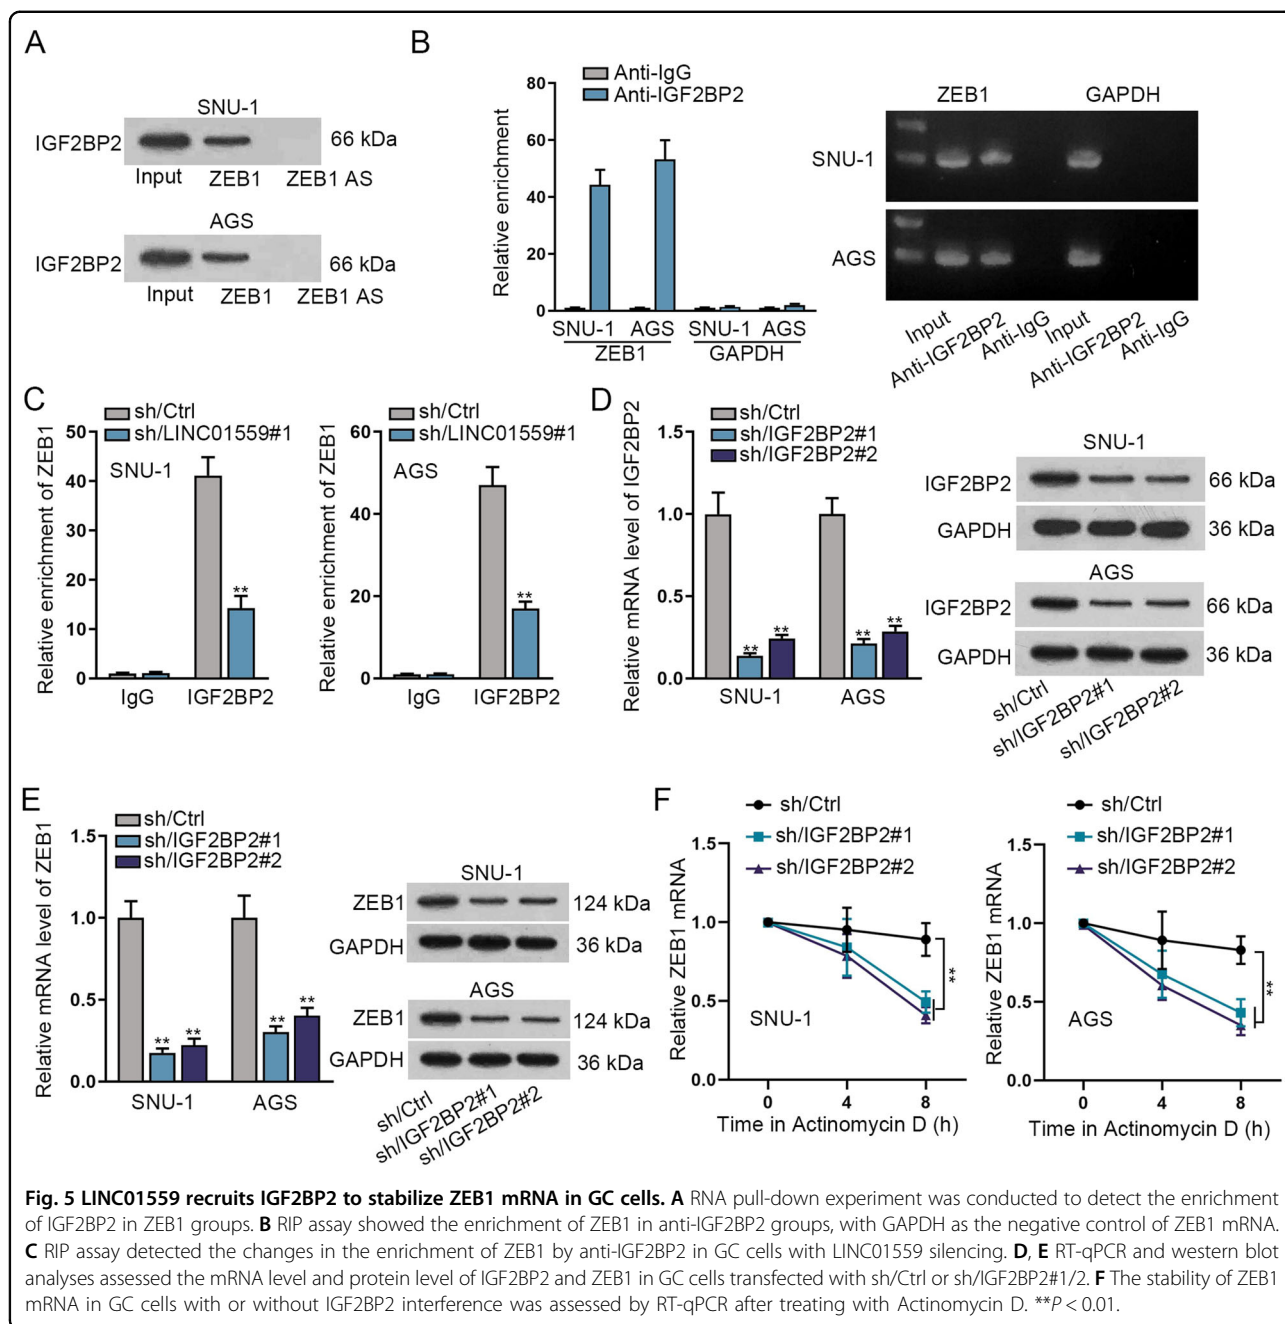 A
SNU-1
IGF2BP2
66 kDa
Input
ZEB1
ZEB1 AS
AGS
IGF2BP2
66 kDa
Input
ZEB1
ZEB1 AS
B
Anti-IgG
Anti-IGF2BP2
Relative enrichment
80
60
40
20
0
SNU-1 AGS SNU-1 AGS
ZEB1 GAPDH
ZEB1 GAPDH
SNU-1
AGS
Input
Anti-IGF2BP2
Anti-IgG
Input
Anti-IGF2BP2
Anti-IgG
C
sh/Ctrl
sh/LINC01559#1
Relative enrichment of ZEB1
50
40
30
20
10
0
SNU-1
**
IgG IGF2BP2
sh/Ctrl
sh/LINC01559#1
Relative enrichment of ZEB1
60
40
20
0
AGS
**
IgG IGF2BP2
D
sh/Ctrl
sh/IGF2BP2#1
sh/IGF2BP2#2
Relative mRNA level of IGF2BP2
1.5
1.0
0.5
0.0
** ** ** **
SNU-1 AGS
SNU-1
IGF2BP2 66 kDa
GAPDH 36 kDa
AGS
IGF2BP2 66 kDa
GAPDH 36 kDa
sh/Ctrl
sh/IGF2BP2#1
sh/IGF2BP2#2
E
sh/Ctrl
sh/IGF2BP2#1
sh/IGF2BP2#2
Relative mRNA level of ZEB1
1.5
1.0
0.5
0.0
** ** ** **
SNU-1 AGS
SNU-1
ZEB1 124 kDa
GAPDH 36 kDa
AGS
ZEB1 124 kDa
GAPDH 36 kDa
sh/Ctrl
sh/IGF2BP2#1
sh/IGF2BP2#2
F
sh/Ctrl
sh/IGF2BP2#1
sh/IGF2BP2#2
Relative ZEB1 mRNA
1.5
1.0
0.5
0.0
**
SNU-1
0 4 8
Time in Actinomycin D (h)
sh/Ctrl
sh/IGF2BP2#1
sh/IGF2BP2#2
Relative ZEB1 mRNA
1.5
1.0
0.5
0.0
**
AGS
0 4 8
Time in Actinomycin D (h)
Fig. 5 LINC01559 recruits IGF2BP2 to stabilize ZEB1 mRNA in GC cells. A RNA pull-down experiment was conducted to detect the enrichment
of IGF2BP2 in ZEB1 groups. B RIP assay showed the enrichment of ZEB1 in anti-IGF2BP2 groups, with GAPDH as the negative control of ZEB1 mRNA.
C RIP assay detected the changes in the enrichment of ZEB1 by anti-IGF2BP2 in GC cells with LINC01559 silencing. D, E RT-qPCR and western blot
analyses assessed the mRNA level and protein level of IGF2BP2 and ZEB1 in GC cells transfected with sh/Ctrl or sh/IGF2BP2#1/2. F The stability of ZEB1
mRNA in GC cells with or without IGF2BP2 interference was assessed by RT-qPCR after treating with Actinomycin D. **P < 0.01.